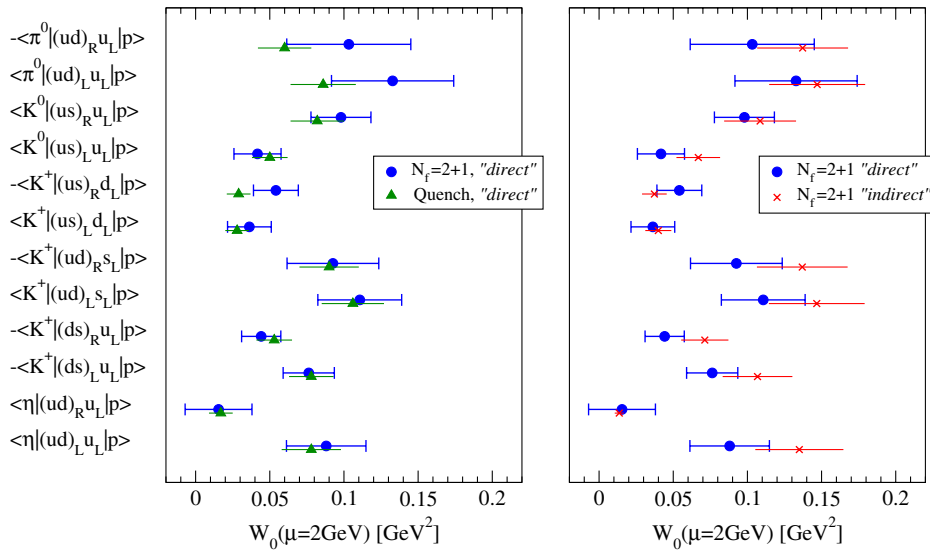 -<π⁰|(ud)_R u_L|p>
<π⁰|(ud)_L u_L|p>
<K⁰|(us)_R u_L|p>
<K⁰|(us)_L u_L|p>
-<K⁺|(us)_R d_L|p>
<K⁺|(us)_L d_L|p>
-<K⁺|(ud)_R s_L|p>
<K⁺|(ud)_L s_L|p>
-<K⁺|(ds)_R u_L|p>
-<K⁺|(ds)_L u_L|p>
<η|(ud)_R u_L|p>
<η|(ud)_L u_L|p>
N_f=2+1, "direct"
Quench, "direct"
0 0.05 0.1 0.15 0.2
W₀(μ=2GeV) [GeV²]
N_f=2+1 "direct"
N_f=2+1 "indirect"
0 0.05 0.1 0.15 0.2
W₀(μ=2GeV) [GeV²]